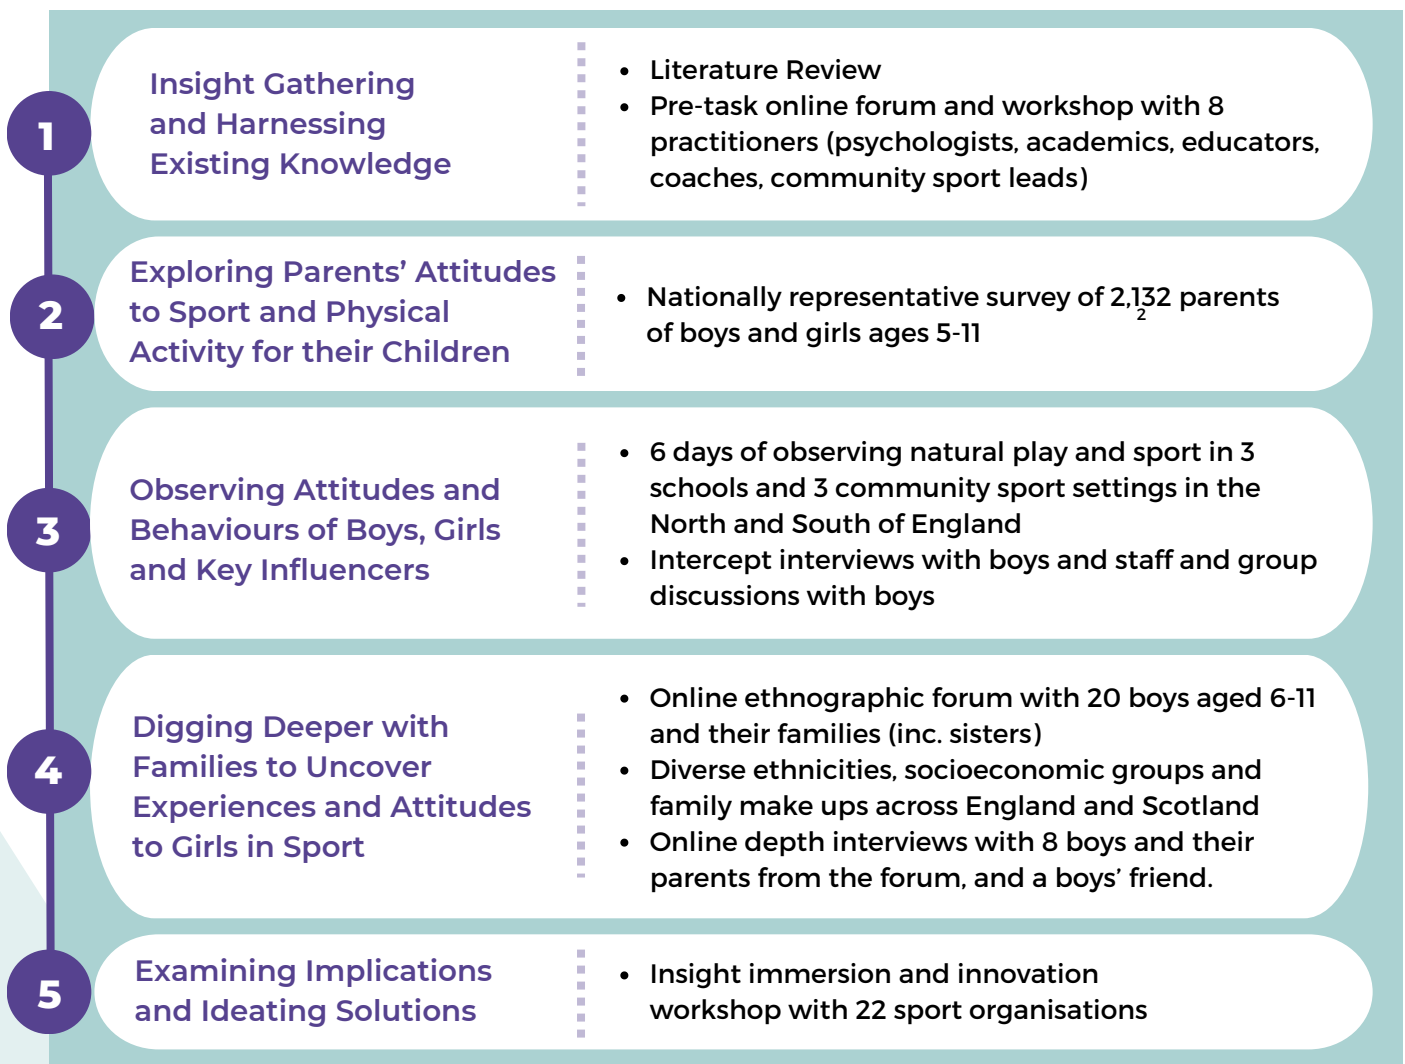 1
Insight Gathering
and Harnessing
Existing Knowledge
• Literature Review
• Pre-task online forum and workshop with 8
practitioners (psychologists, academics, educators,
coaches, community sport leads)
2
Exploring Parents’ Attitudes
to Sport and Physical
Activity for their Children
• Nationally representative survey of 2,132 parents
2
of boys and girls ages 5-11
3
Observing Attitudes and
Behaviours of Boys, Girls
and Key Influencers
• 6 days of observing natural play and sport in 3
schools and 3 community sport settings in the
North and South of England
• Intercept interviews with boys and staff and group
discussions with boys
4
Digging Deeper with
Families to Uncover
Experiences and Attitudes
to Girls in Sport
• Online ethnographic forum with 20 boys aged 6-11
and their families (inc. sisters)
• Diverse ethnicities, socioeconomic groups and
family make ups across England and Scotland
• Online depth interviews with 8 boys and their
parents from the forum, and a boys’ friend.
5
Examining Implications
and Ideating Solutions
• Insight immersion and innovation
workshop with 22 sport organisations